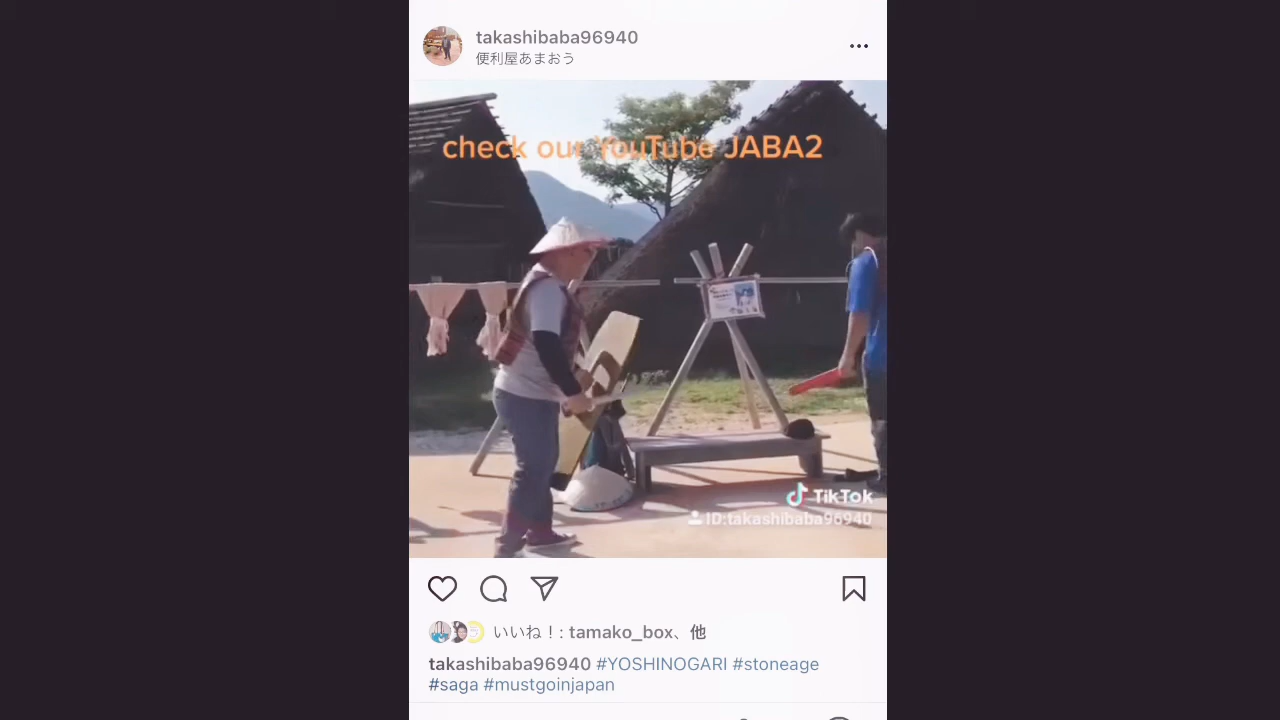 takashibaba96940
便利屋あまおう
check our YouTube JABA2
TikTok
ID:takashibaba96940
いいね！: tamako_box、他
takashibaba96940 #YOSHINOGARI #stoneage
#saga #mustgoinjapan